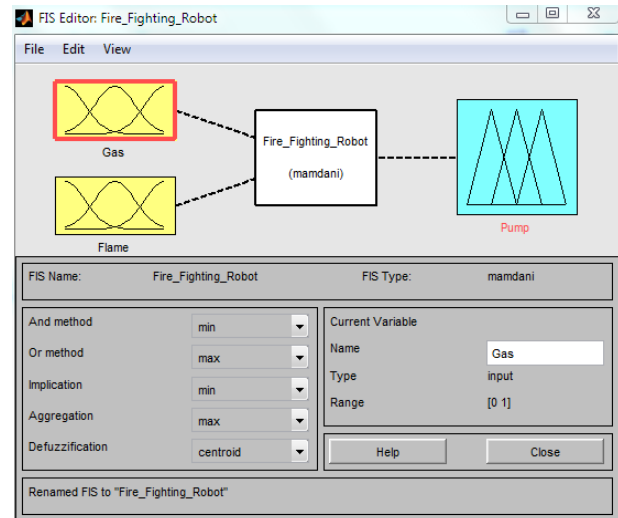 FIS Editor: Fire_Fighting_Robot
File Edit View
Gas
Flame
Fire_Fighting_Robot
(mamdani)
Pump
FIS Name: Fire_Fighting_Robot FIS Type: mamdani
And method min
Or method max
Implication min
Aggregation max
Defuzzification centroid
Current Variable
Name Gas
Type input
Range [0 1]
Help Close
Renamed FIS to "Fire_Fighting_Robot"